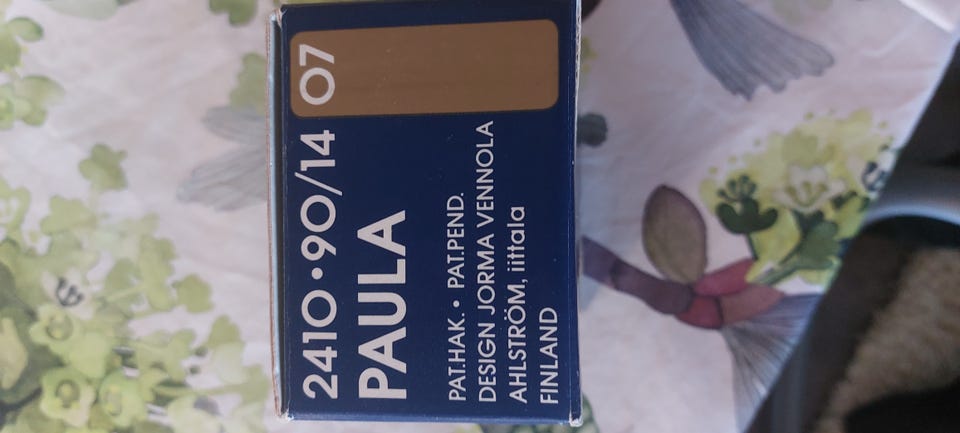 2410•90/14 07
PAULA
PAT.HAK. • PAT.PEND.
DESIGN JORMA VENNOLA
AHLSTRÖM, iittala
FINLAND